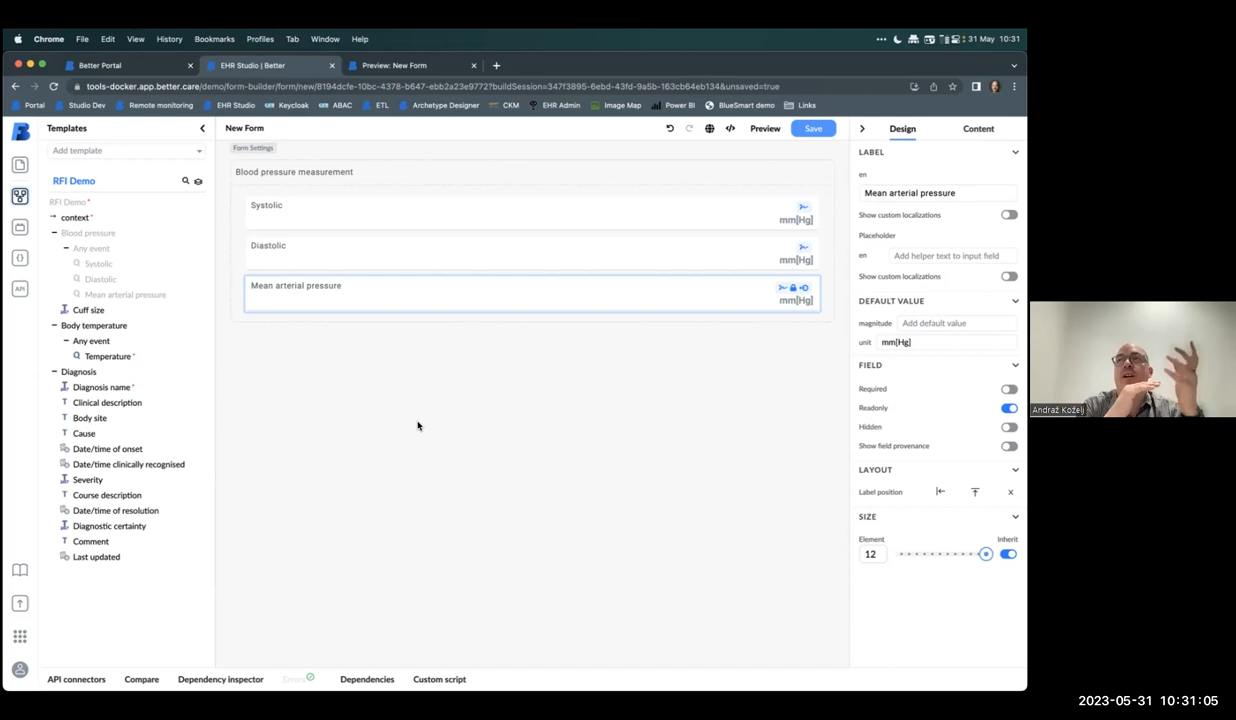 Chrome File Edit View History Bookmarks Profiles Tab Window Help ••• 31 May 10:31
Better Portal EHR Studio | Better Preview: New Form
tools-docker.app.better.care/demo/form-builder/form/new/8194dcfe-10bc-4378-b647-ebb2a23e9772?buildSession=347f3895-6ebd-43fd-9a5b-163cb64eb134&unsaved=true
Portal Studio Dev Remote monitoring EHR Studio Keycloak ABAC ETL Archetype Designer CKM EHR Admin Image Map Power BI BlueSmart demo Links
Templates
Add template
RFI Demo
RFI Demo*
context*
Blood pressure
Any event
Systolic
Diastolic
Mean arterial pressure
Cuff size
Body temperature
Any event
Temperature*
Diagnosis
Diagnosis name*
Clinical description
Body site
Cause
Date/time of onset
Date/time clinically recognised
Severity
Course description
Date/time of resolution
Diagnostic certainty
Comment
Last updated
New Form Preview Save
Form Settings
Blood pressure measurement
Systolic
mm[Hg]
Diastolic
mm[Hg]
Mean arterial pressure
mm[Hg]
Design Content
LABEL
en
Mean arterial pressure
Show custom localizations
Placeholder
en Add helper text to input field
Show custom localizations
DEFAULT VALUE
magnitude Add default value
unit mm[Hg]
FIELD
Required
Readonly
Hidden
Show field provenance
LAYOUT
Label position
SIZE
Element Inherit
12
API connectors Compare Dependency inspector Errors Dependencies Custom script
Andraž Koželj
2023-05-31 10:31:05